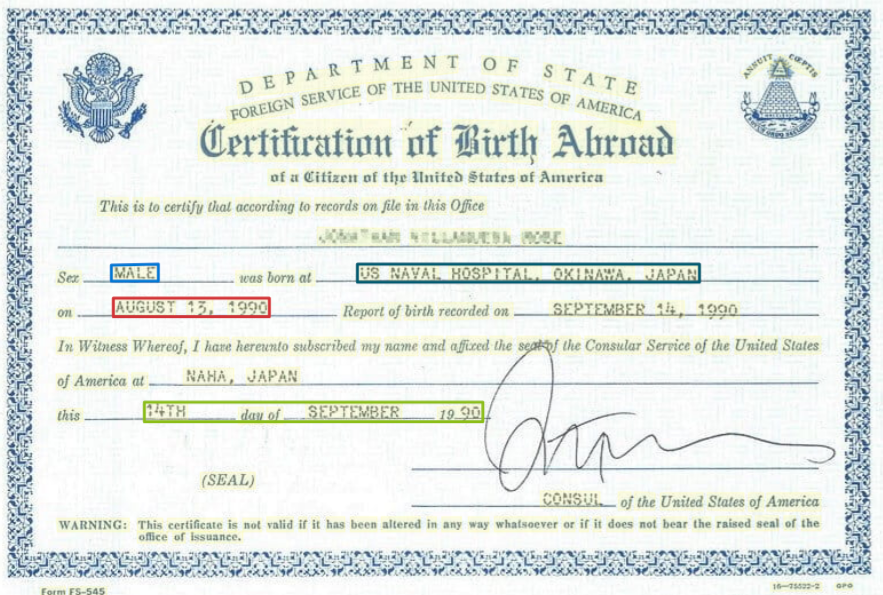 ANNUIT CŒPTIS
DEPARTMENT OF STATE
FOREIGN SERVICE OF THE UNITED STATES OF AMERICA
Certification of Birth Abroad
of a Citizen of the United States of America
This is to certify that according to records on file in this Office
Sex MALE was born at US NAVAL HOSPITAL, OKINAWA, JAPAN
on AUGUST 13, 1990 Report of birth recorded on SEPTEMBER 14, 1990
In Witness Whereof, I have hereunto subscribed my name and affixed the seal of the Consular Service of the United States
of America at NAHA, JAPAN
this 14TH day of SEPTEMBER 19 90
(SEAL)
CONSUL of the United States of America
WARNING: This certificate is not valid if it has been altered in any way whatsoever or if it does not bear the raised seal of the
office of issuance.
Form FS-545
16—75522-2 GPO